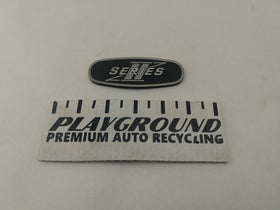 SERIES II
PLAYGROUND
PREMIUM AUTO RECYCLING